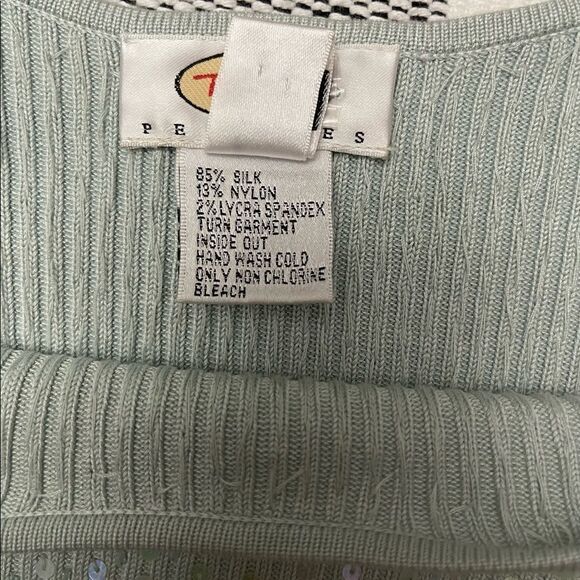 T
P E E S
85% SILK
13% NYLON
2% LYCRA SPANDEX
TURN GARMENT
INSIDE OUT
HAND WASH COLD
ONLY NON CHLORINE
BLEACH